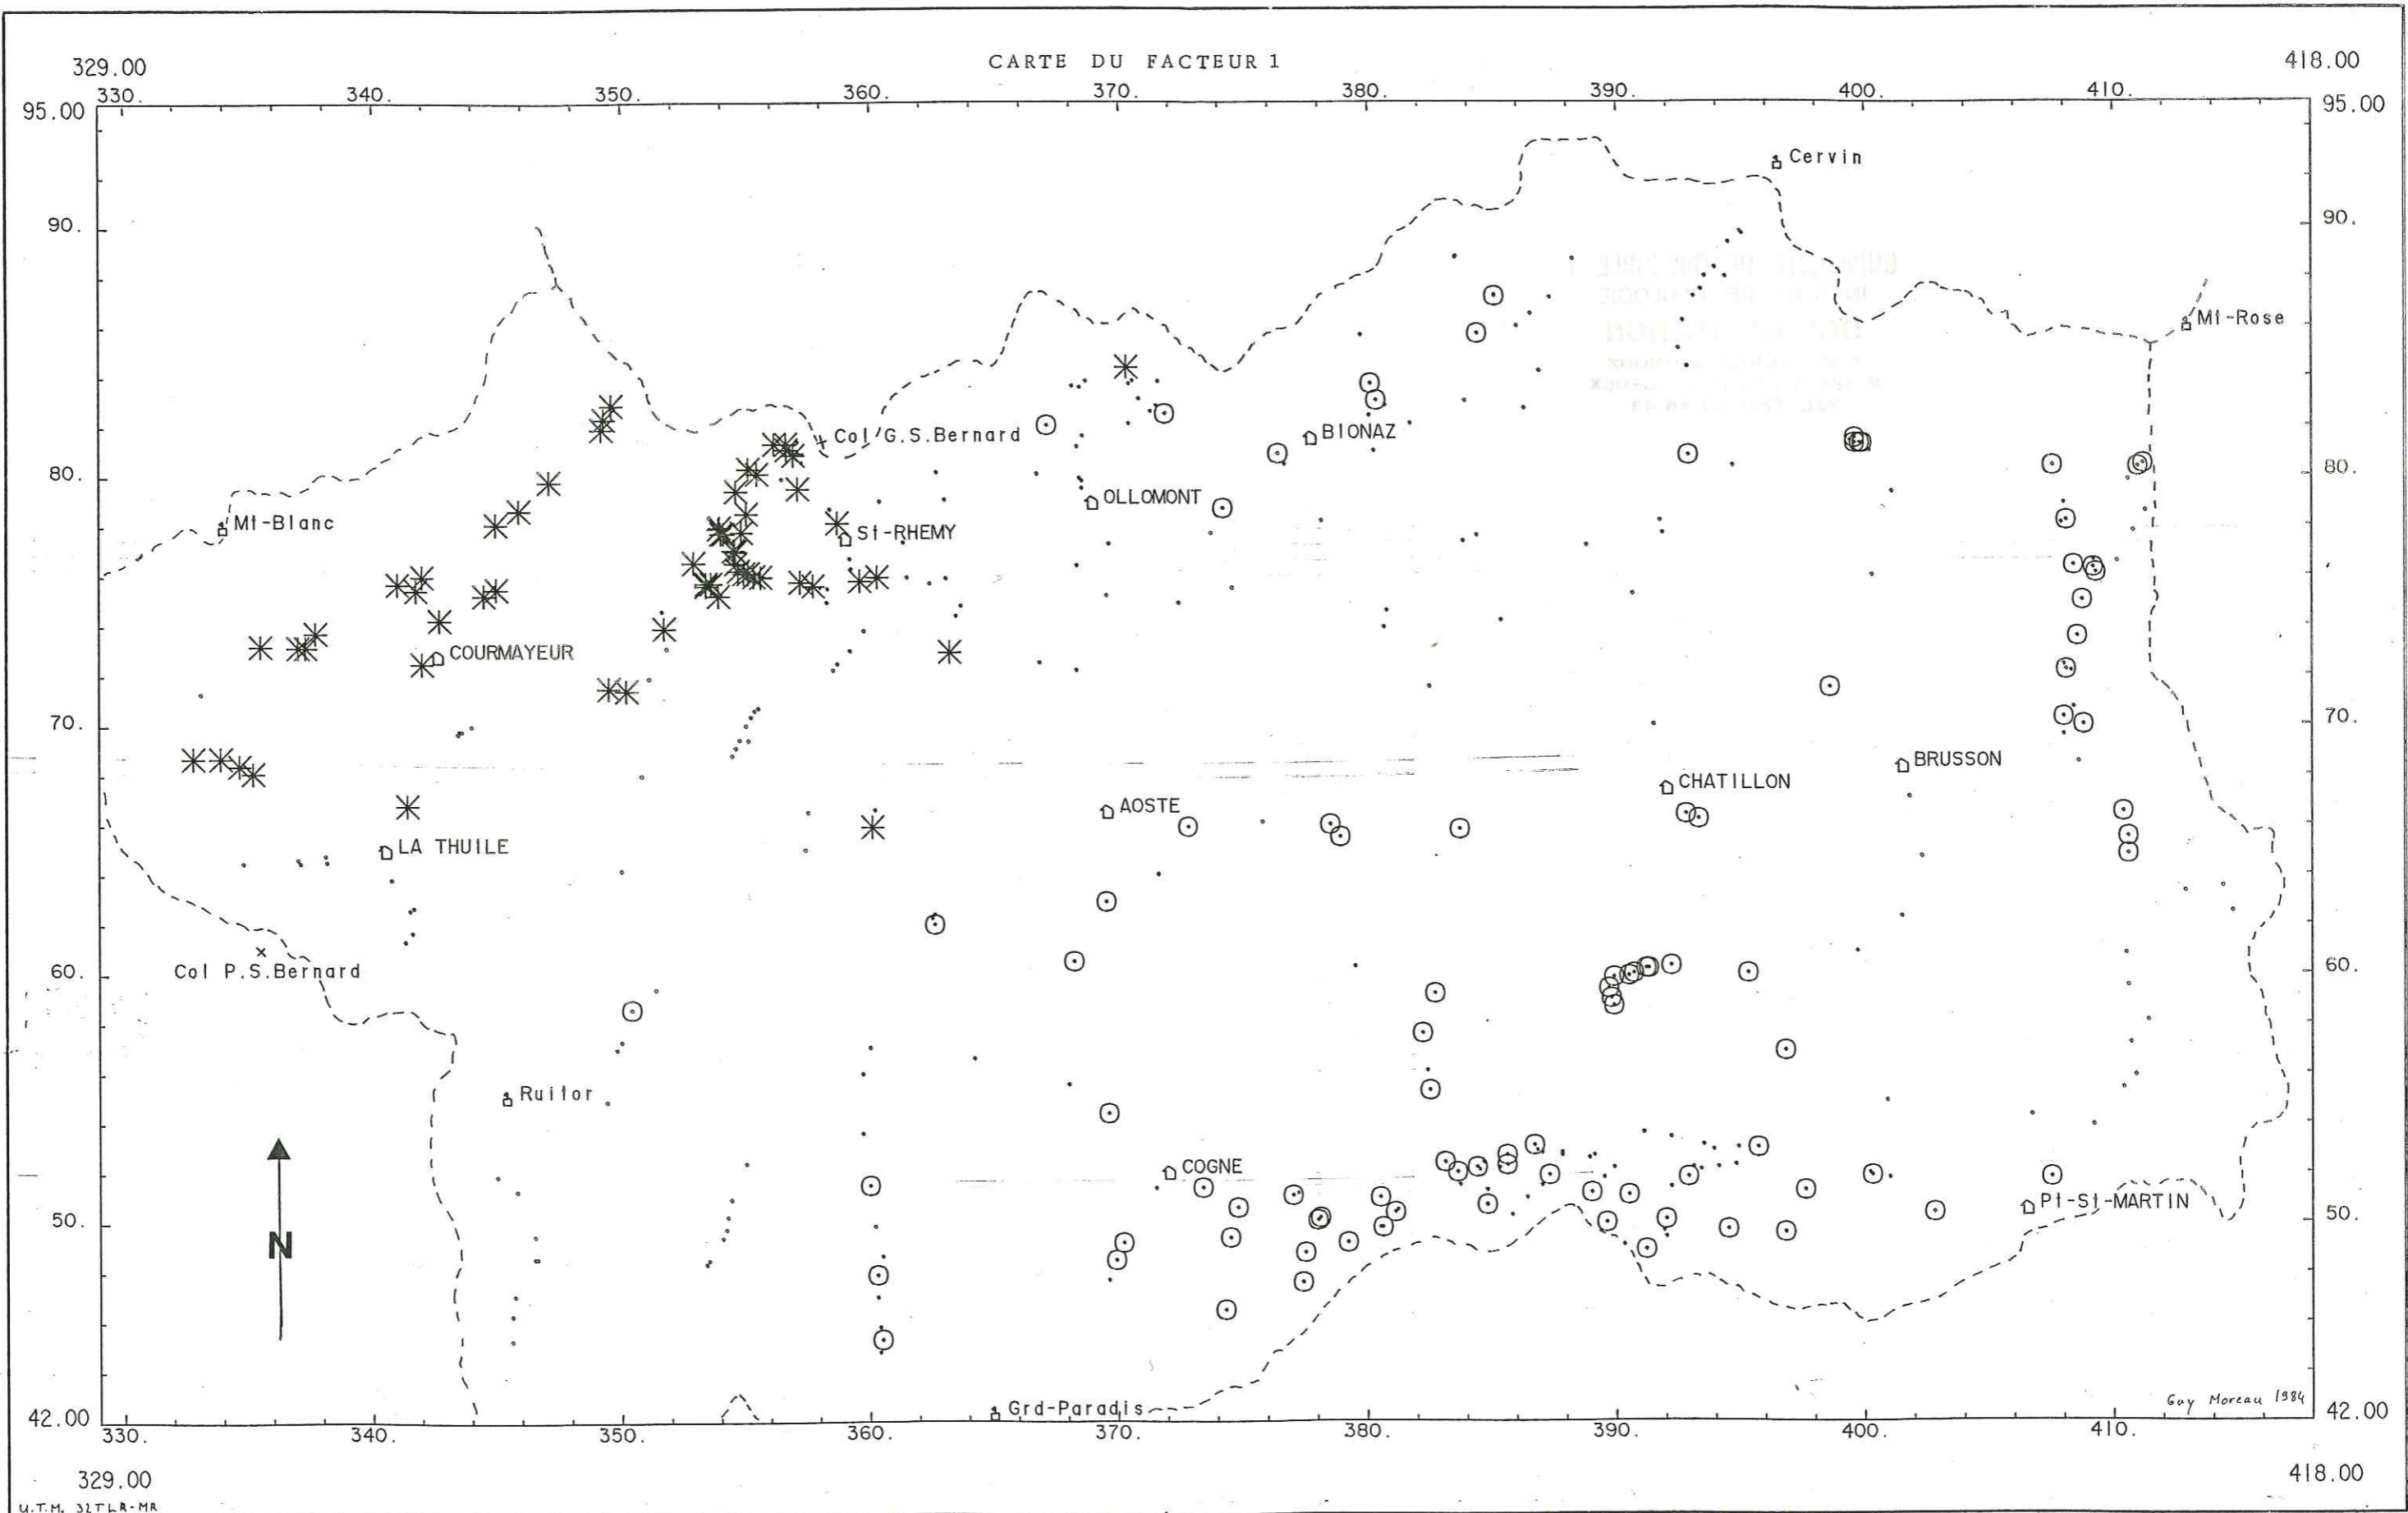 CARTE DU FACTEUR 1
329.00 418.00
330. 340. 350. 360. 370. 380. 390. 400. 410.
95.00 95.00
Cervin
90. 90.
Mt-Rose
Col G.S.Bernard
BIONAZ
80. 80.
OLLOMONT
Mt-Blanc
St-RHEMY
COURMAYEUR
70. 70.
BRUSSON
CHATILLON
AOSTE
LA THUILE
Col P.S.Bernard
60. 60.
Ruitor
COGNE
Pt-St-MARTIN
50. 50.
N
Guy Moreau 1984
Grd-Paradis
42.00 42.00
330. 340. 350. 360. 370. 380. 390. 400. 410.
329.00 418.00
U.T.M. 32TLR-MR